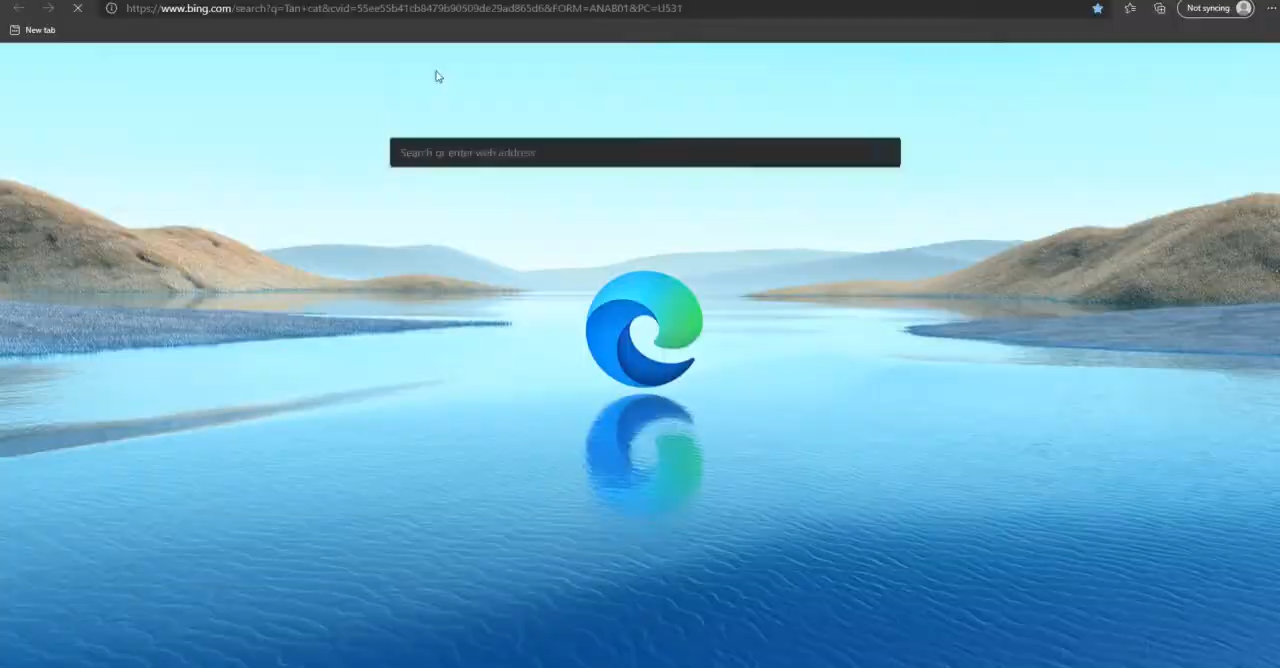 https://www.bing.com/search?q=Tan+cat&cvid=55ee55b41cb8479b90509de29ad865d6&FORM=ANAB01&PC=U531
Not syncing
New tab
Search or enter web address